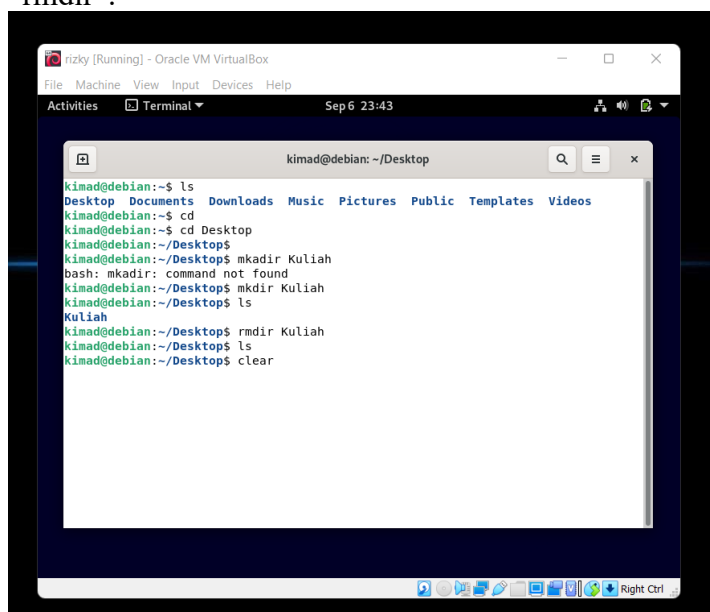 "rmdir".
rizky [Running] - Oracle VM VirtualBox
File Machine View Input Devices Help
Activities Terminal Sep 6 23:43
kimad@debian: ~/Desktop
kimad@debian:~$ ls
Desktop Documents Downloads Music Pictures Public Templates Videos
kimad@debian:~$ cd
kimad@debian:~$ cd Desktop
kimad@debian:~/Desktop$
kimad@debian:~/Desktop$ mkadir Kuliah
bash: mkadir: command not found
kimad@debian:~/Desktop$ mkdir Kuliah
kimad@debian:~/Desktop$ ls
Kuliah
kimad@debian:~/Desktop$ rmdir Kuliah
kimad@debian:~/Desktop$ ls
kimad@debian:~/Desktop$ clear
Right Ctrl